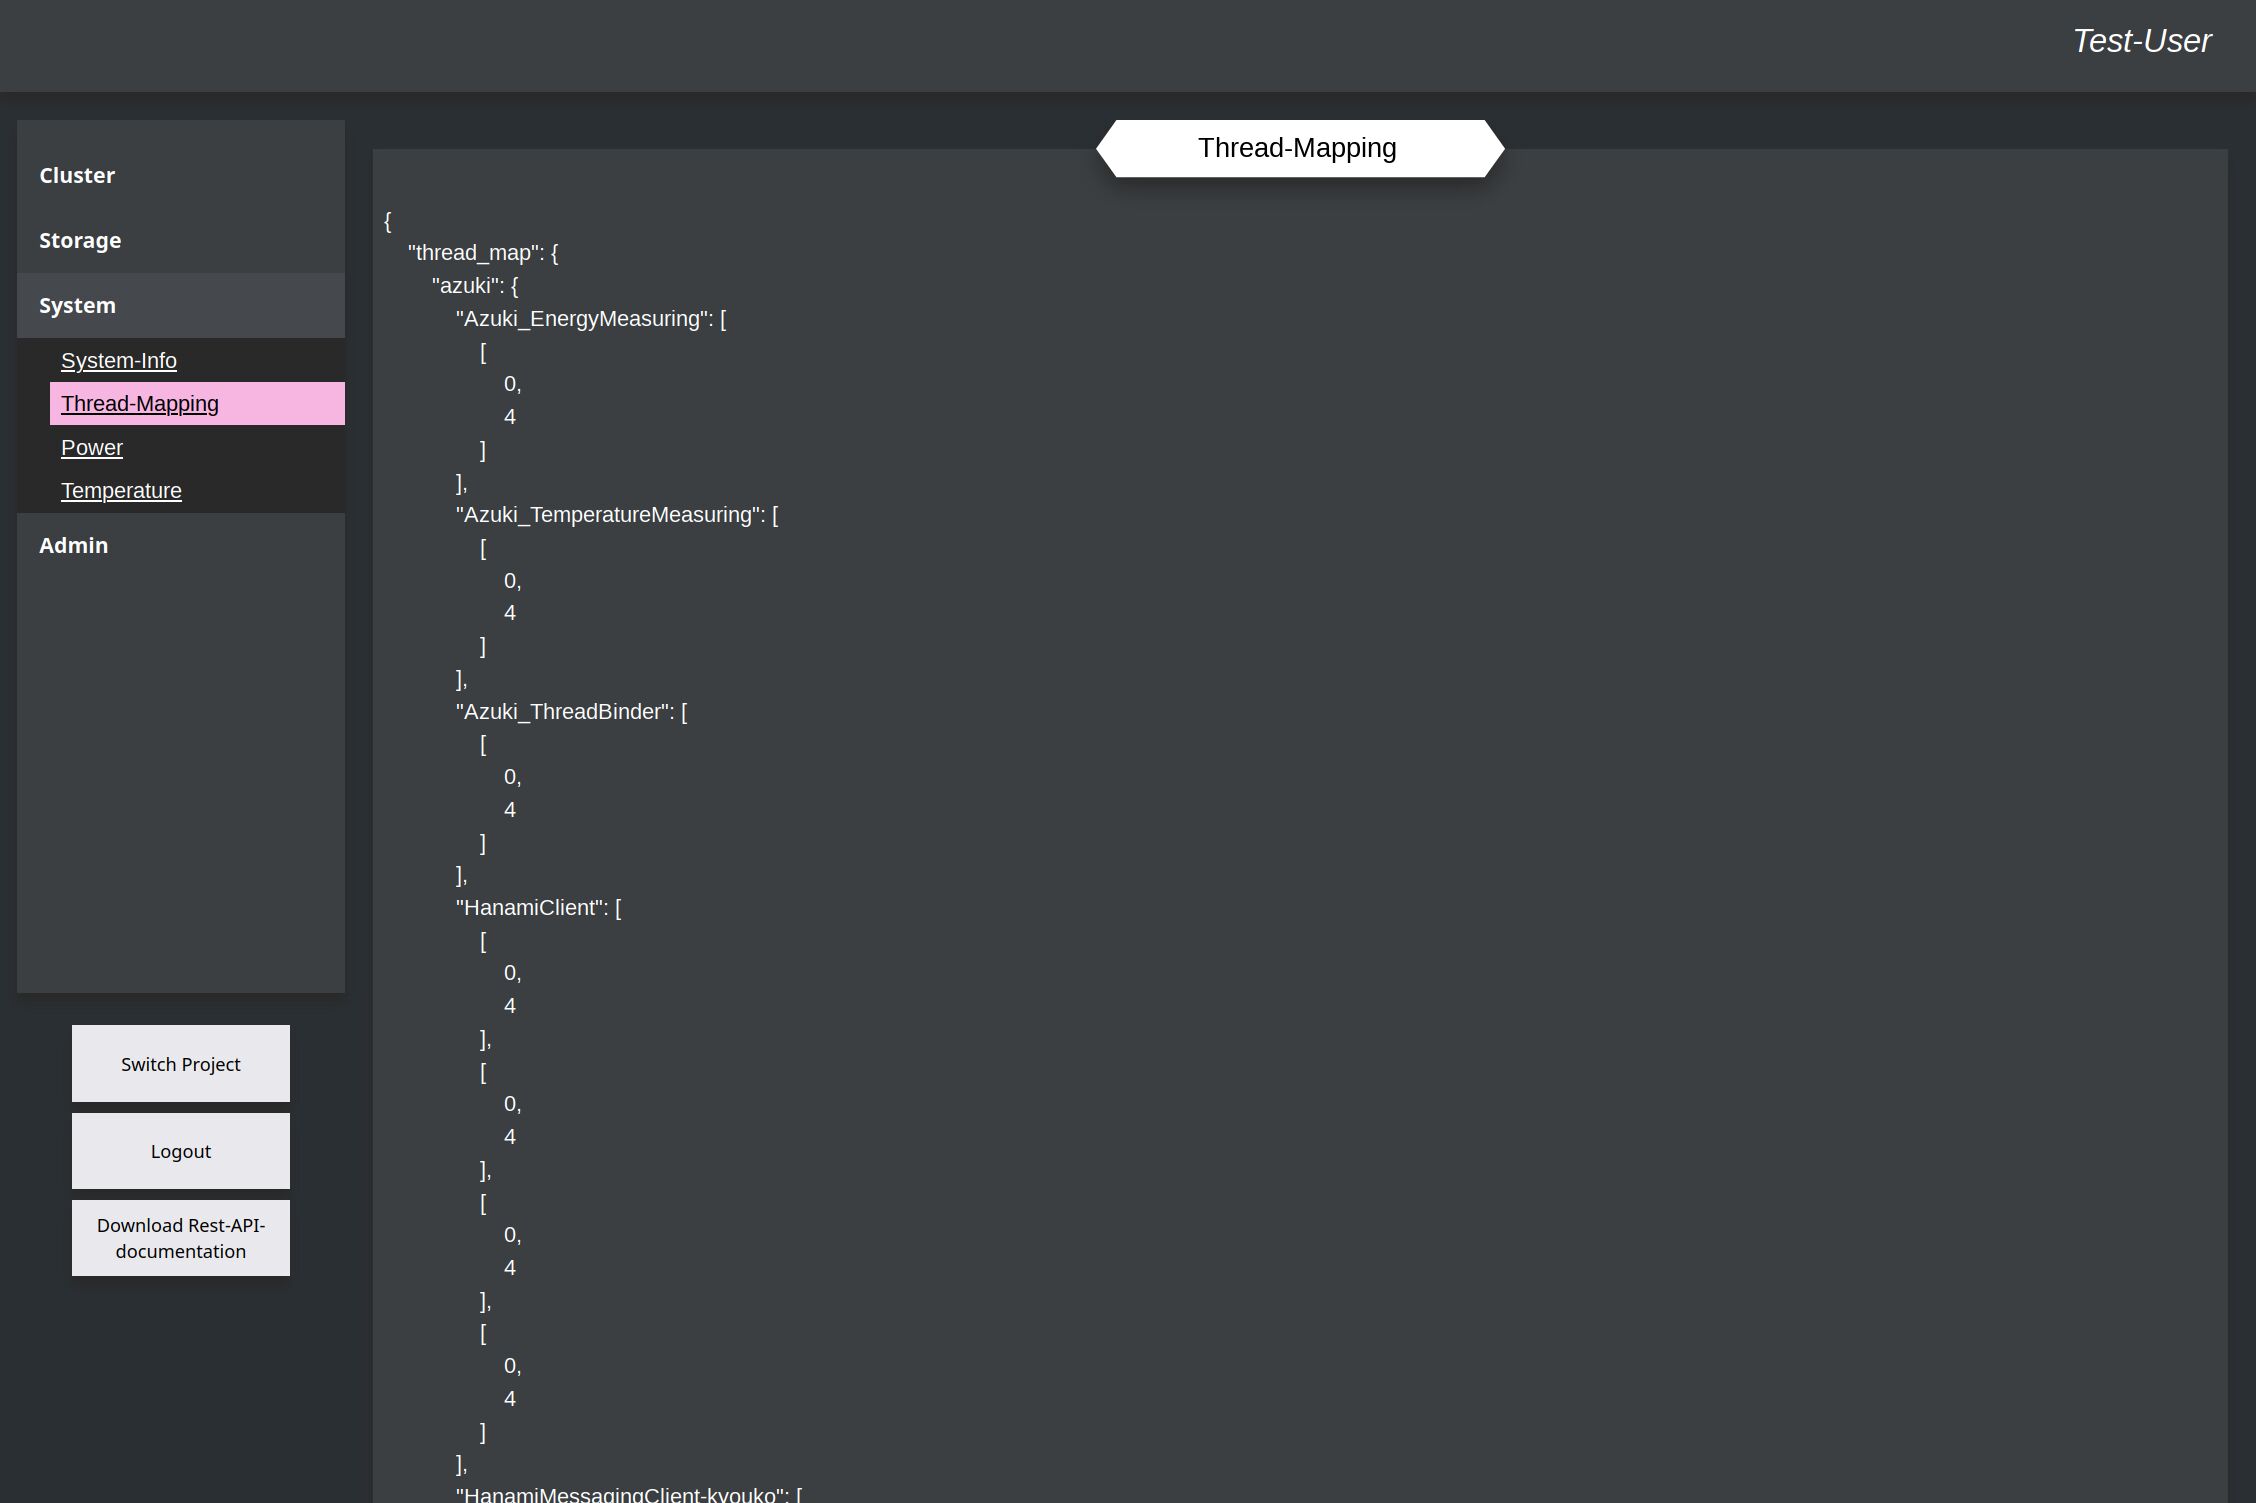 Test-User
Cluster
Storage
System
System-Info
Thread-Mapping
Power
Temperature
Admin
Switch Project
Logout
Download Rest-API-
documentation
Thread-Mapping
{
"thread_map": {
"azuki": {
"Azuki_EnergyMeasuring": [
[
0,
4
]
],
"Azuki_TemperatureMeasuring": [
[
0,
4
]
],
"Azuki_ThreadBinder": [
[
0,
4
]
],
"HanamiClient": [
[
0,
4
],
[
0,
4
],
[
0,
4
],
[
0,
4
]
],
"HanamiMessagingClient-kyouko": [